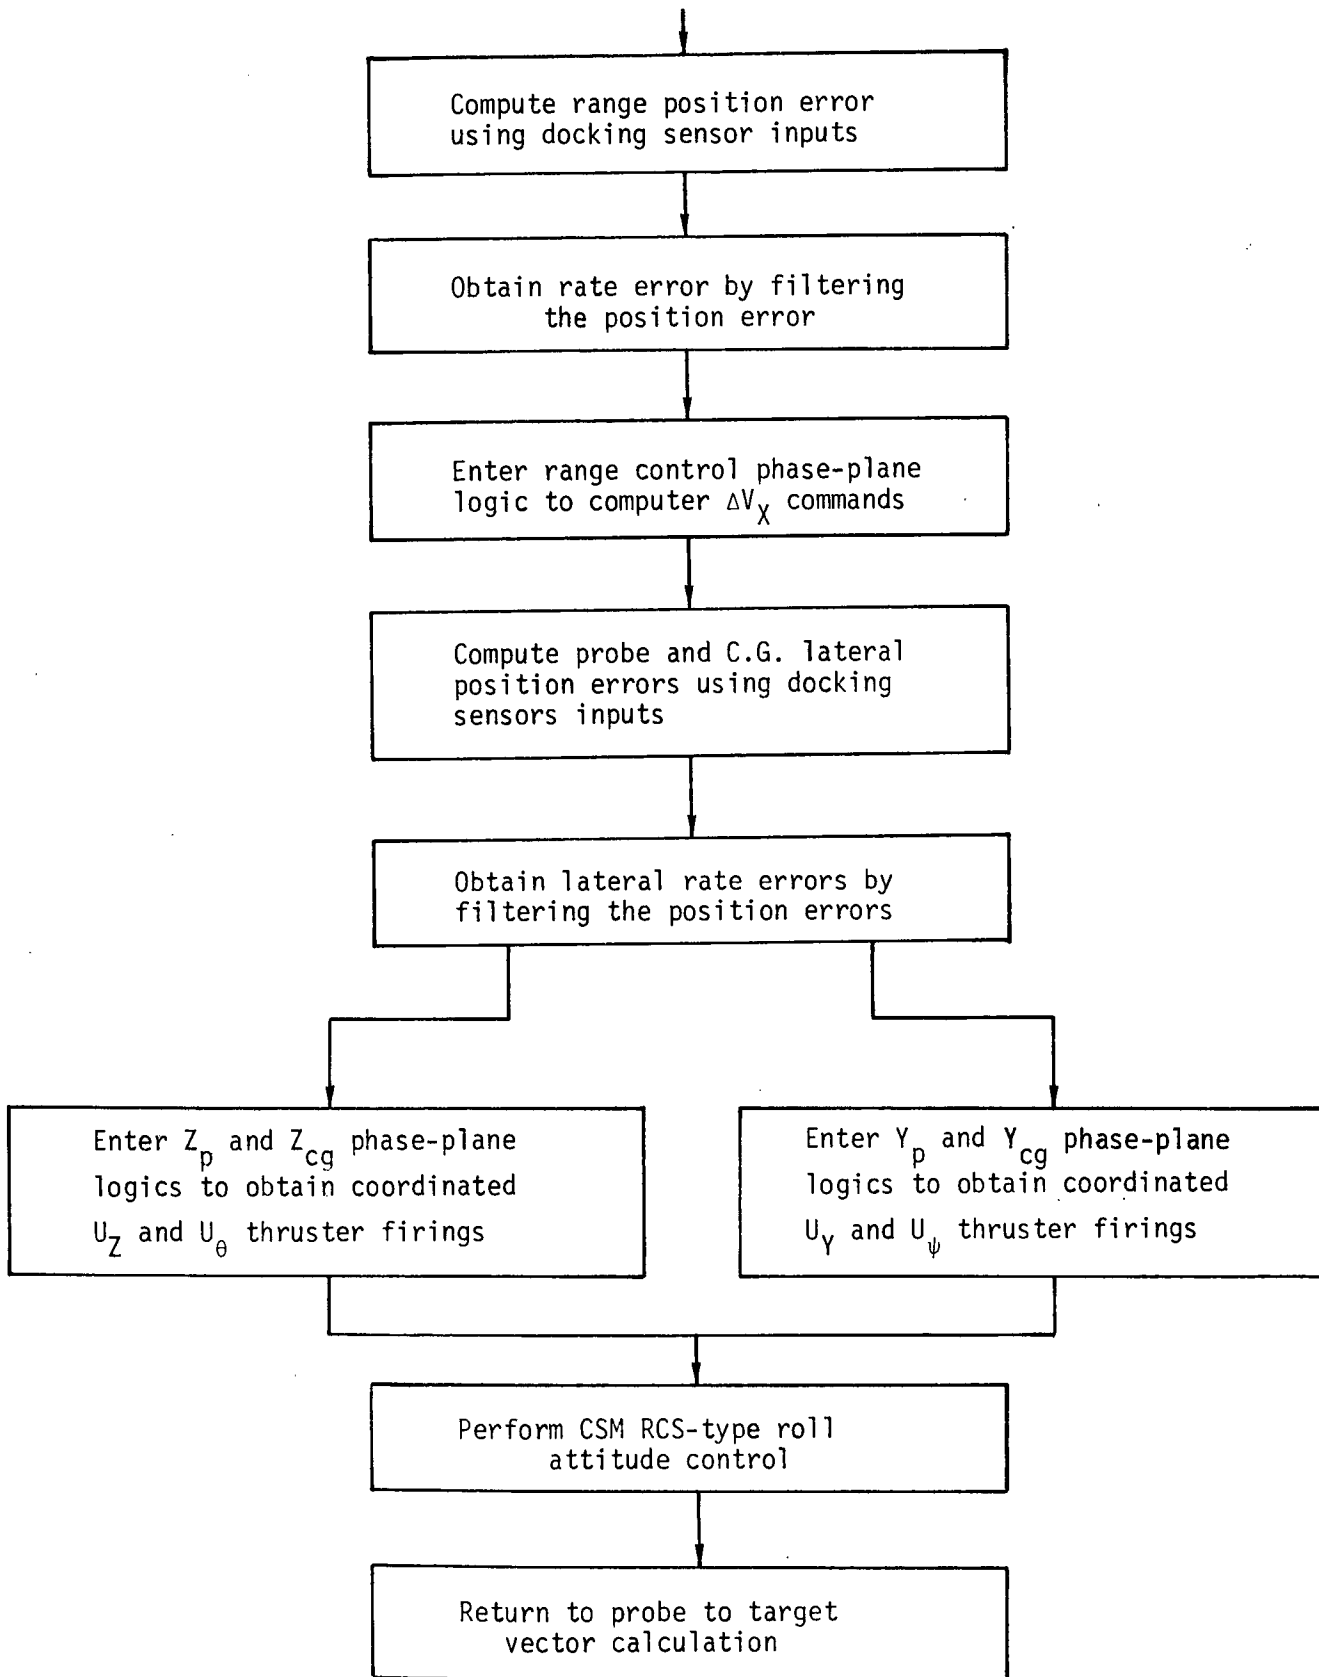 Compute range position error
using docking sensor inputs
Obtain rate error by filtering
the position error
Enter range control phase-plane
logic to computer ΔV_X commands
Compute probe and C.G. lateral
position errors using docking
sensors inputs
Obtain lateral rate errors by
filtering the position errors
Enter Z_p and Z_cg phase-plane
logics to obtain coordinated
U_Z and U_θ thruster firings
Enter Y_p and Y_cg phase-plane
logics to obtain coordinated
U_Y and U_ψ thruster firings
Perform CSM RCS-type roll
attitude control
Return to probe to target
vector calculation